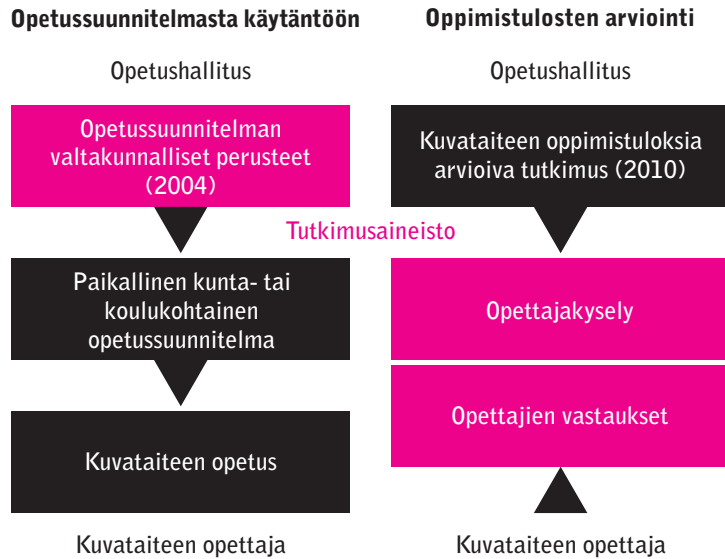 Opetussuunnitelmasta käytäntöön
Opetushallitus
Opetussuunnitelman
valtakunnalliset perusteet
(2004)
Paikallinen kunta- tai
koulukohtainen
opetussuunnitelma
Kuvataiteen opetus
Kuvataiteen opettaja
Tutkimusaineisto
Oppimistulosten arviointi
Opetushallitus
Kuvataiteen oppimistuloksia
arvioiva tutkimus (2010)
Opettajakysely
Opettajien vastaukset
Kuvataiteen opettaja